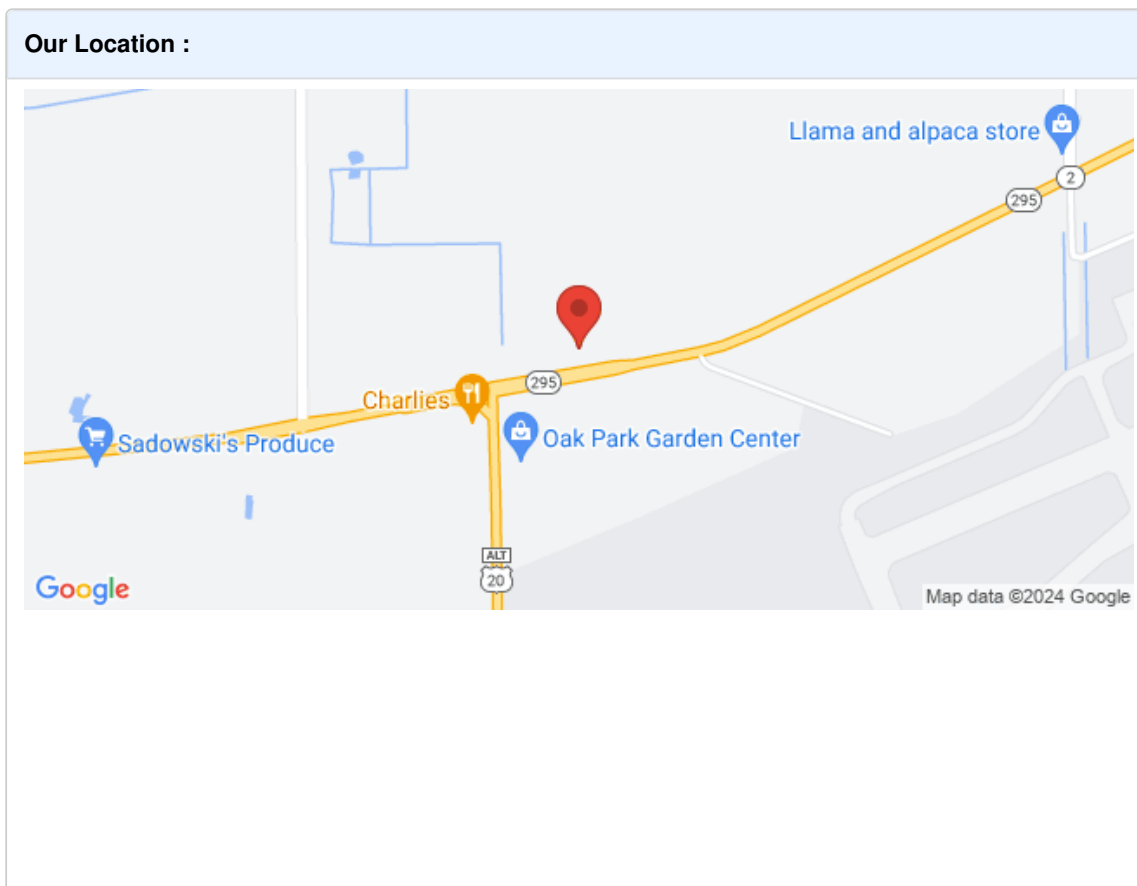 Our Location :
Llama and alpaca store
2
295
295
Charlies
Oak Park Garden Center
Sadowski's Produce
ALT
20
Google
Map data ©2024 Google